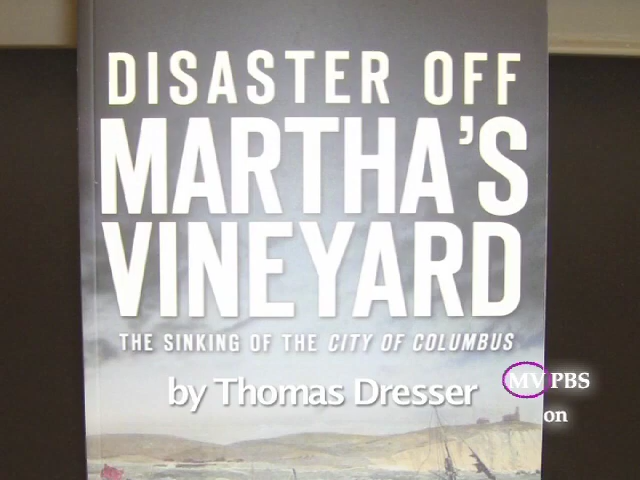 DISASTER OFF
MARTHA'S
VINEYARD
THE SINKING OF THE CITY OF COLUMBUS
by Thomas Dresser
MV PBS
on